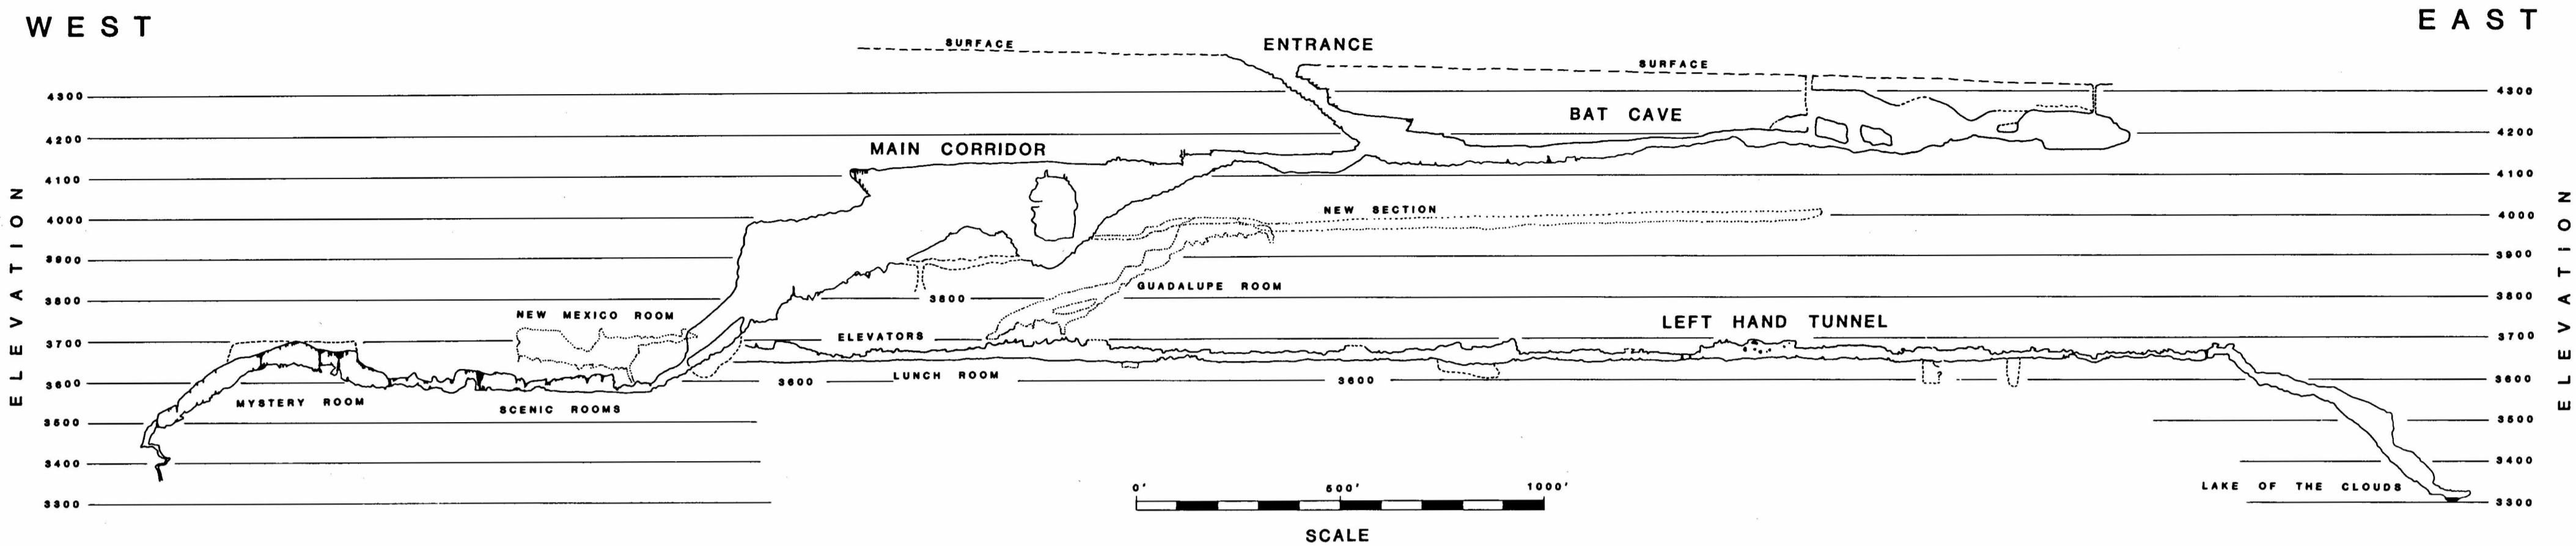 WEST
EAST
SURFACE
ENTRANCE
SURFACE
4300
4300
BAT CAVE
4200
4200
MAIN CORRIDOR
4100
4100
NEW SECTION
4000
4000
3900
3900
GUADALUPE ROOM
3800
3800
3800
NEW MEXICO ROOM
LEFT HAND TUNNEL
ELEVATORS
3700
3700
LUNCH ROOM
3600
3600
3600
?
3600
MYSTERY ROOM
SCENIC ROOMS
3500
3500
3400
3400
LAKE OF THE CLOUDS
3300
3300
ELEVATION
ELEVATION
0' 500' 1000'
SCALE